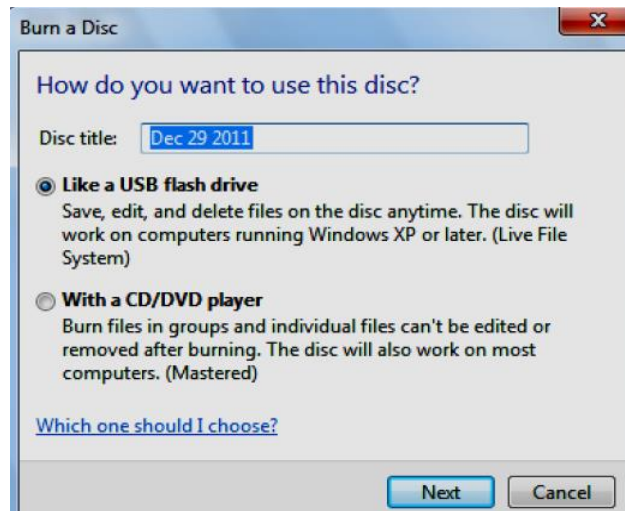 Burn a Disc
How do you want to use this disc?
Disc title: Dec 29 2011
Like a USB flash drive
Save, edit, and delete files on the disc anytime. The disc will
work on computers running Windows XP or later. (Live File
System)
With a CD/DVD player
Burn files in groups and individual files can't be edited or
removed after burning. The disc will also work on most
computers. (Mastered)
Which one should I choose?
Next Cancel